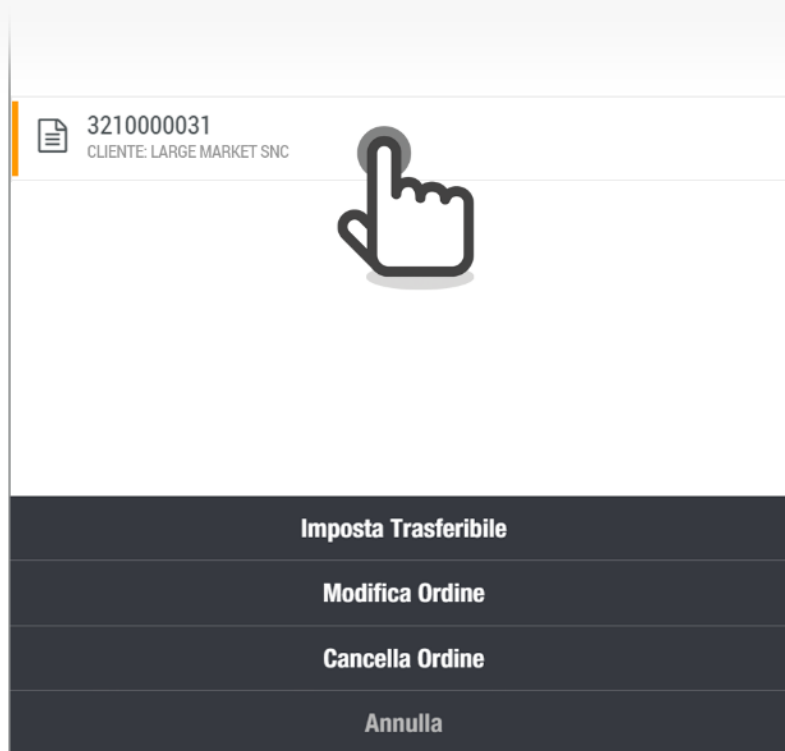 3210000031
CLIENTE: LARGE MARKET SNC
Imposta Trasferibile
Modifica Ordine
Cancella Ordine
Annulla